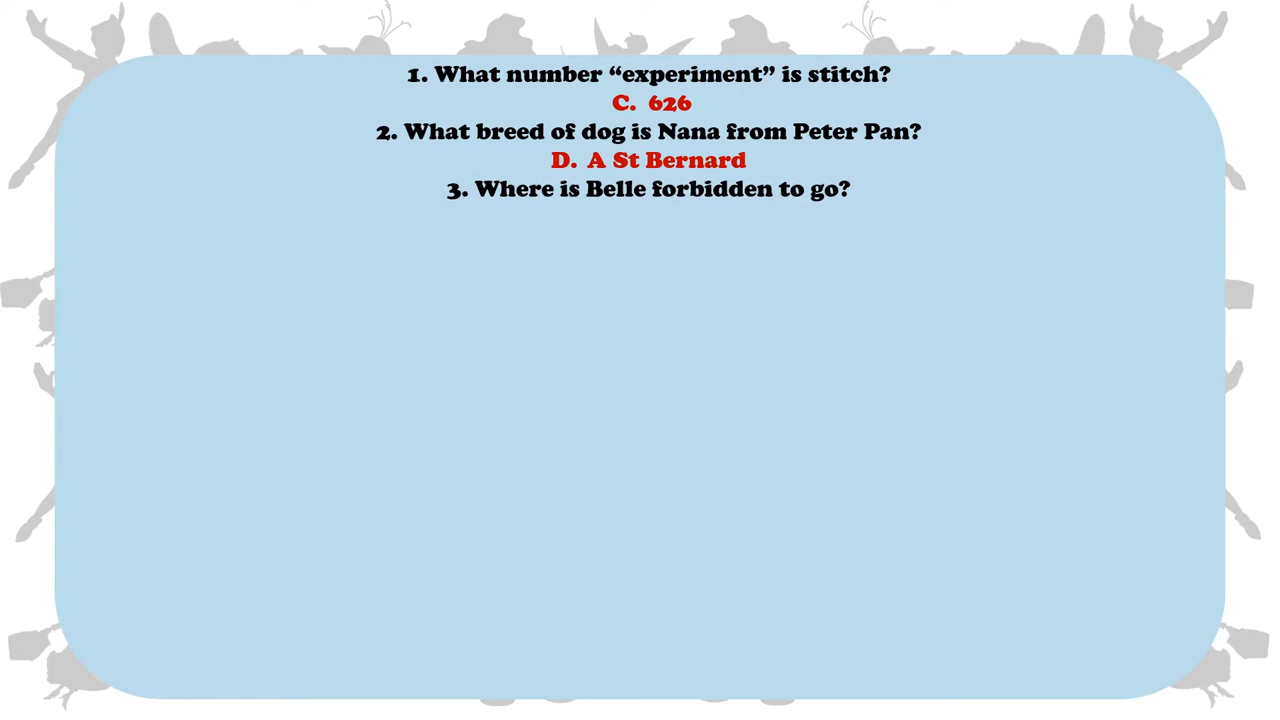 1. What number “experiment” is stitch?
C. 626
2. What breed of dog is Nana from Peter Pan?
D. A St Bernard
3. Where is Belle forbidden to go?